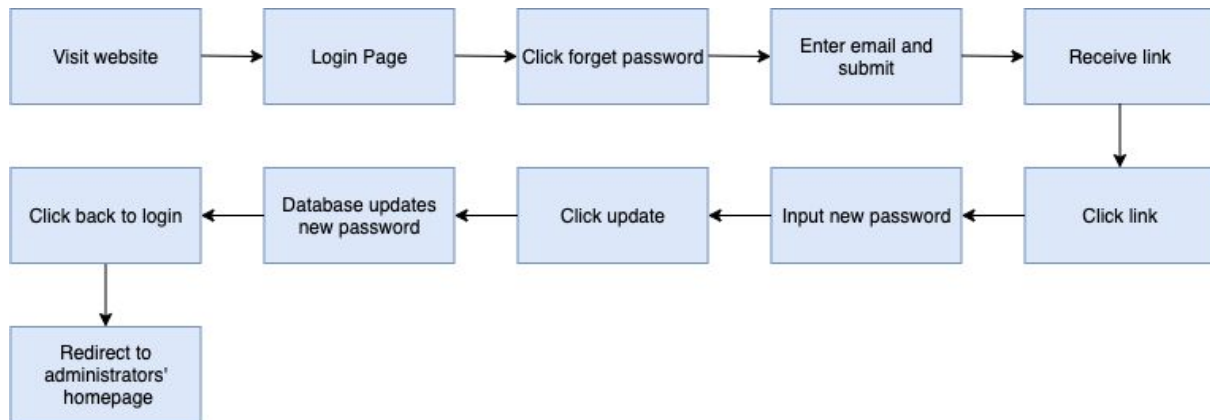 Visit website
Login Page
Click forget password
Enter email and
submit
Receive link
Click link
Input new password
Click update
Database updates
new password
Click back to login
Redirect to
administrators'
homepage